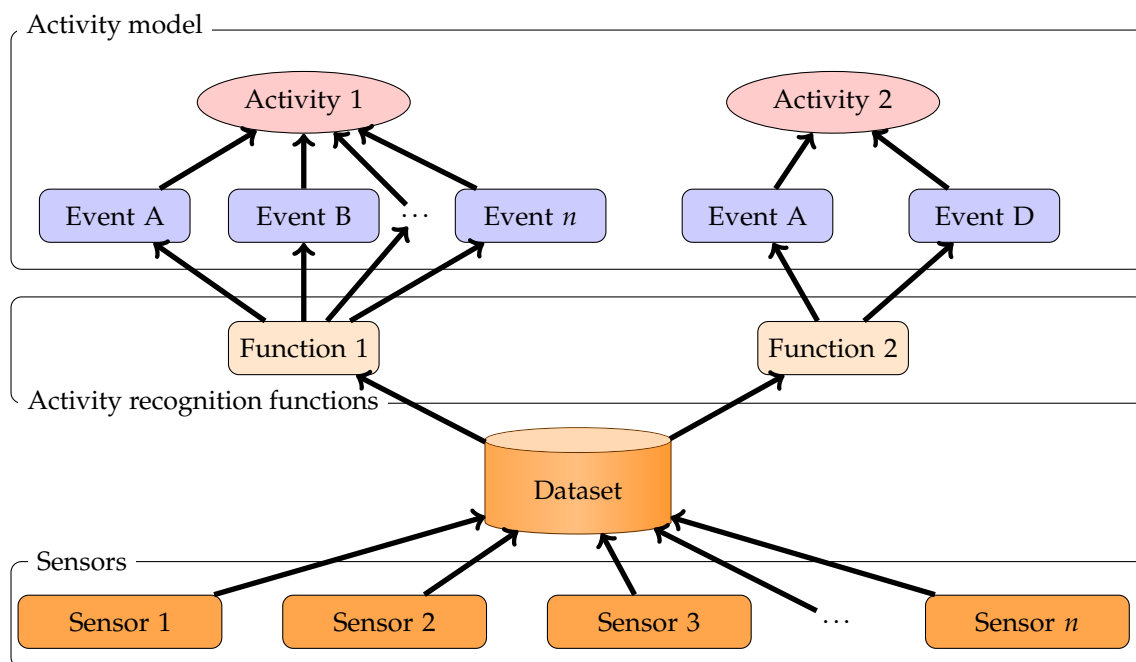 Activity model
Activity 1
Activity 2
Event A
Event B
...
Event n
Event A
Event D
Function 1
Function 2
Activity recognition functions
Dataset
Sensors
Sensor 1
Sensor 2
Sensor 3
...
Sensor n